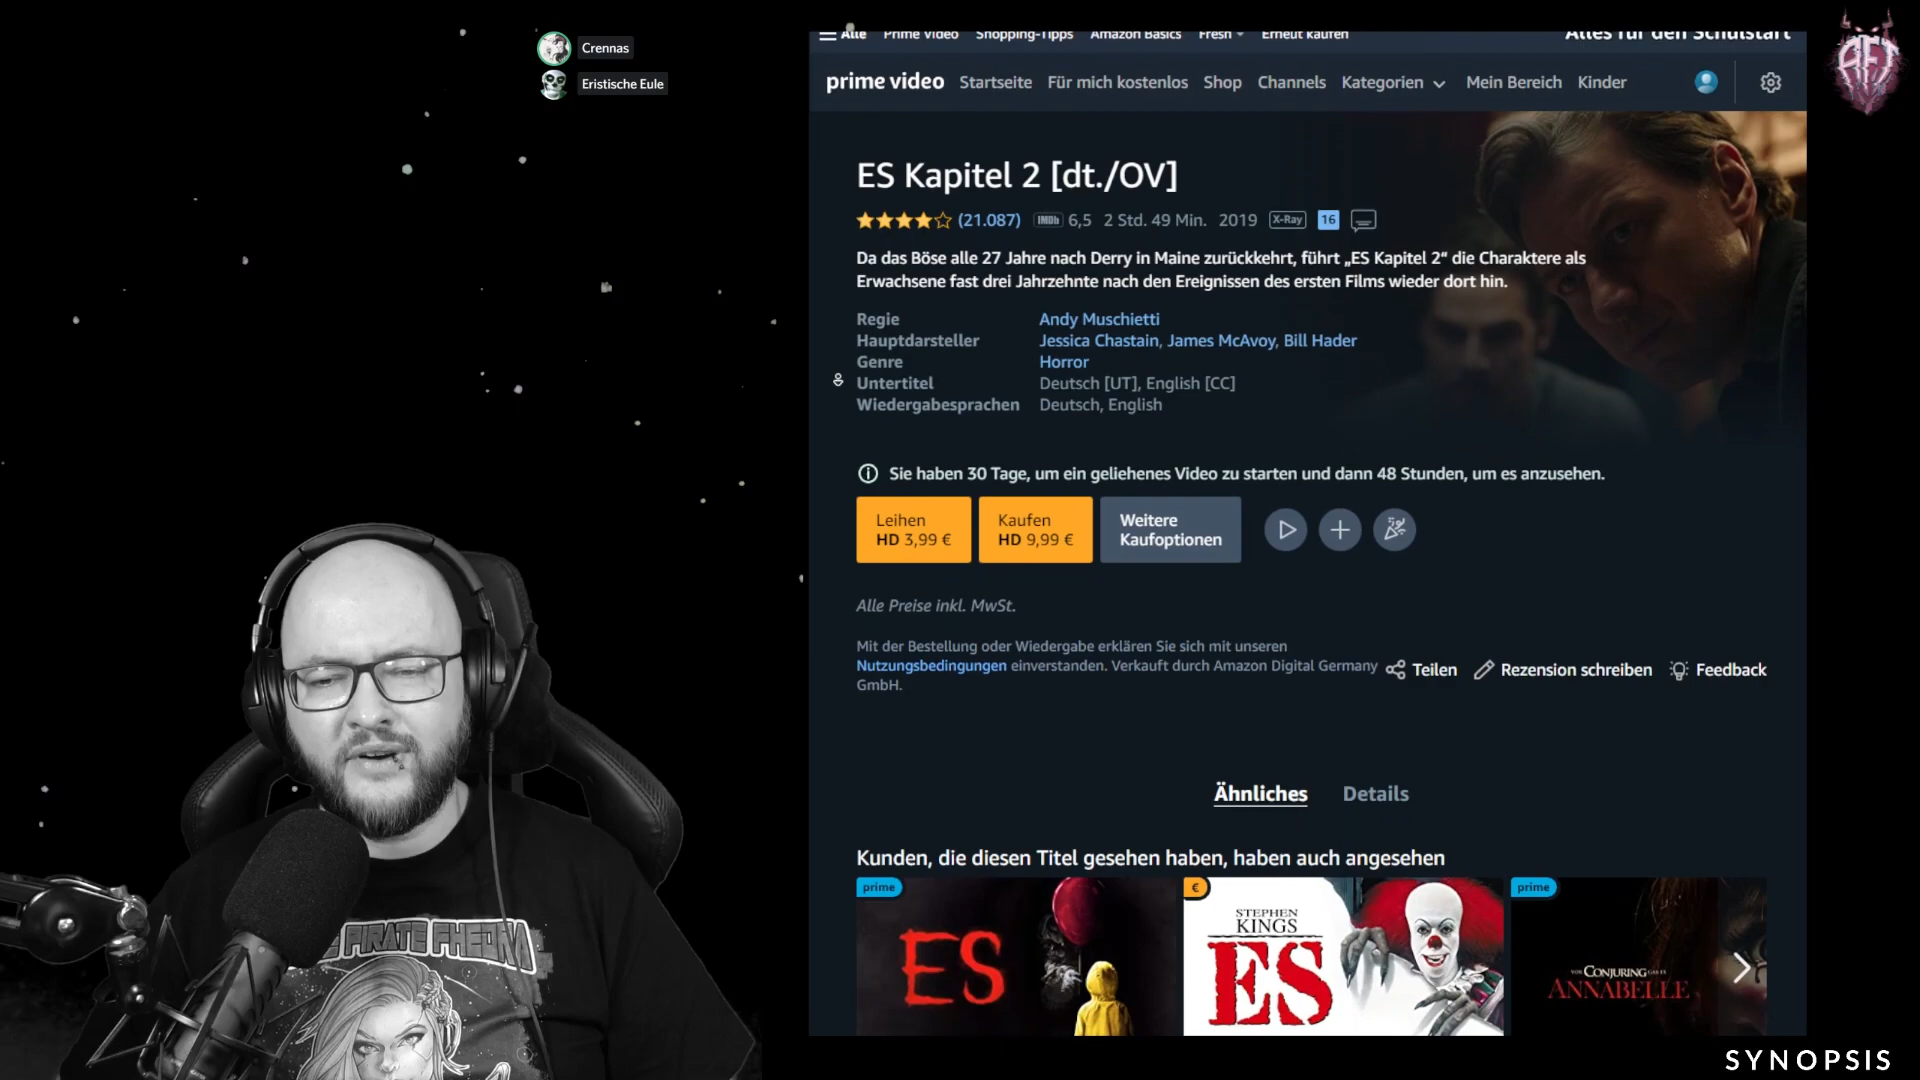 Crennas
Eristische Eule
Alle Prime Video Shopping-Tipps Amazon Basics Fresh Erneut kaufen Alles für den Schulstart
AFT
prime video Startseite Für mich kostenlos Shop Channels Kategorien Mein Bereich Kinder
ES Kapitel 2 [dt./OV]
(21.087) IMDb 6,5 2 Std. 49 Min. 2019 X-Ray 16
Da das Böse alle 27 Jahre nach Derry in Maine zurückkehrt, führt „ES Kapitel 2“ die Charaktere als
Erwachsene fast drei Jahrzehnte nach den Ereignissen des ersten Films wieder dort hin.
Regie Andy Muschietti
Hauptdarsteller Jessica Chastain, James McAvoy, Bill Hader
Genre Horror
Untertitel Deutsch [UT], English [CC]
Wiedergabesprachen Deutsch, English
Sie haben 30 Tage, um ein geliehenes Video zu starten und dann 48 Stunden, um es anzusehen.
Leihen
HD 3,99 €
Kaufen
HD 9,99 €
Weitere
Kaufoptionen
Alle Preise inkl. MwSt.
Mit der Bestellung oder Wiedergabe erklären Sie sich mit unseren
Nutzungsbedingungen einverstanden. Verkauft durch Amazon Digital Germany
GmbH.
Teilen Rezension schreiben Feedback
Ähnliches Details
Kunden, die diesen Titel gesehen haben, haben auch angesehen
prime
ES
€
STEPHEN
KINGS
ES
prime
CONJURING
ANNABELLE
PIRATE
SYNOPSIS